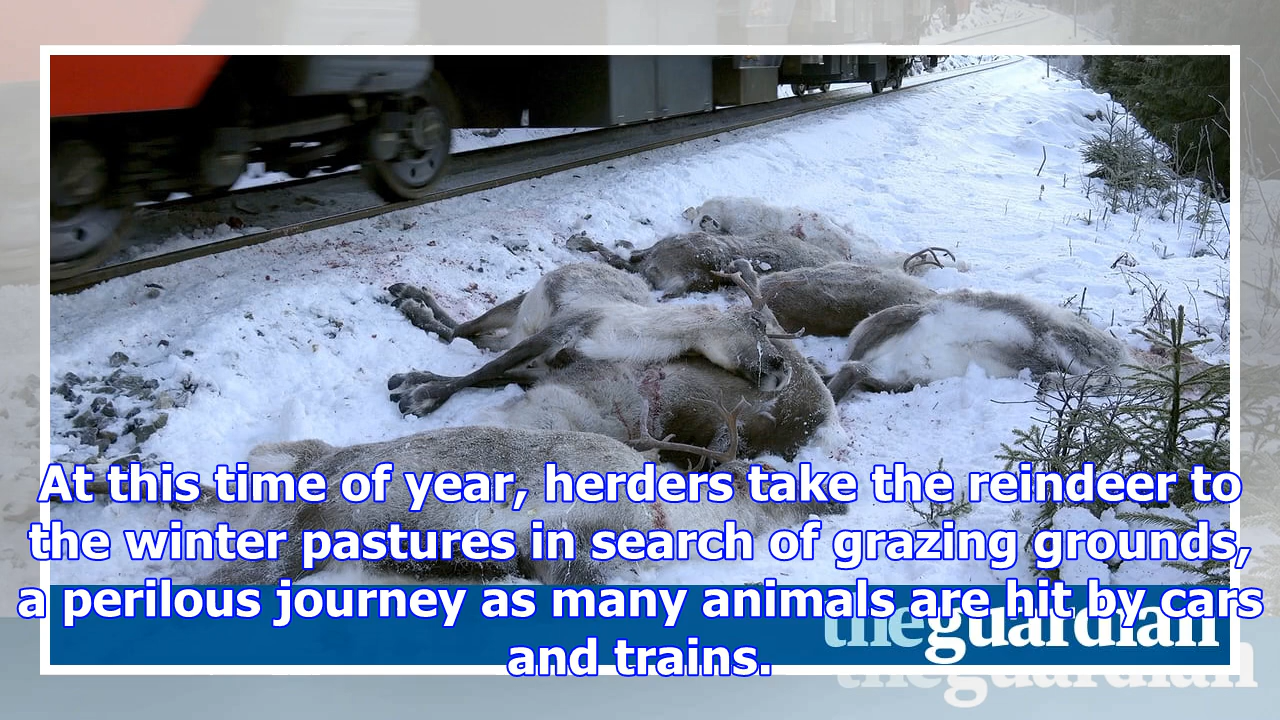 At this time of year, herders take the reindeer to
the winter pastures in search of grazing grounds,
a perilous journey as many animals are hit by cars
and trains.
theguardian
theguardian